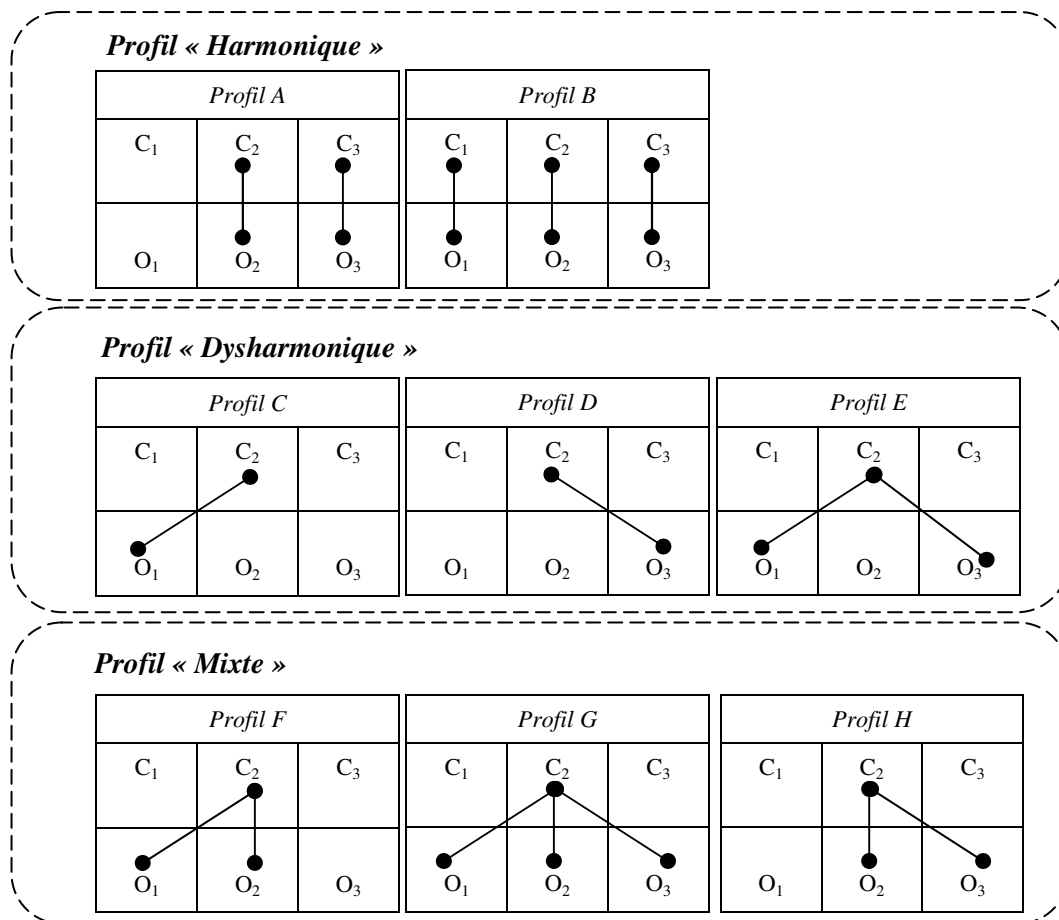 Profil « Harmonique »
Profil A Profil B
C1 C2 C3 C1 C2 C3
O1 O2 O3 O1 O2 O3
Profil « Dysharmonique »
Profil C Profil D Profil E
C1 C2 C3 C1 C2 C3 C1 C2 C3
O1 O2 O3 O1 O2 O3 O1 O2 O3
Profil « Mixte »
Profil F Profil G Profil H
C1 C2 C3 C1 C2 C3 C1 C2 C3
O1 O2 O3 O1 O2 O3 O1 O2 O3